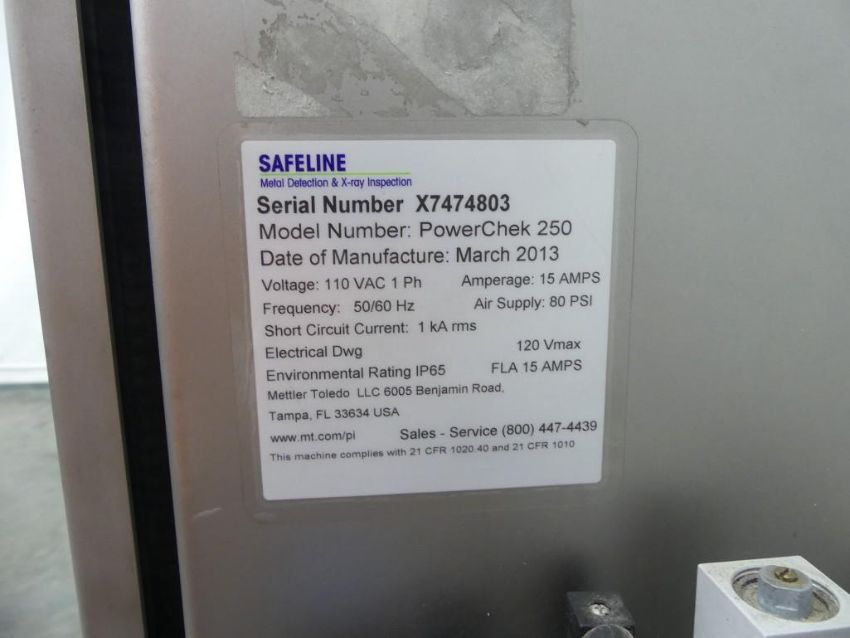 SAFELINE
Metal Detection & X-ray Inspection
Serial Number X7474803
Model Number: PowerChek 250
Date of Manufacture: March 2013
Voltage: 110 VAC 1 Ph Amperage: 15 AMPS
Frequency: 50/60 Hz Air Supply: 80 PSI
Short Circuit Current: 1 kA rms
Electrical Dwg 120 Vmax
Environmental Rating IP65 FLA 15 AMPS
Mettler Toledo LLC 6005 Benjamin Road,
Tampa, FL 33634 USA
www.mt.com/pi Sales - Service (800) 447-4439
This machine complies with 21 CFR 1020.40 and 21 CFR 1010